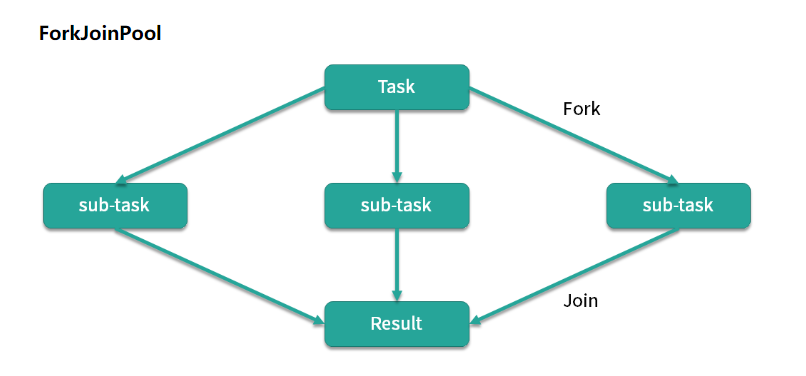 ForkJoinPool
Task
Fork
sub-task
sub-task
sub-task
Join
Result